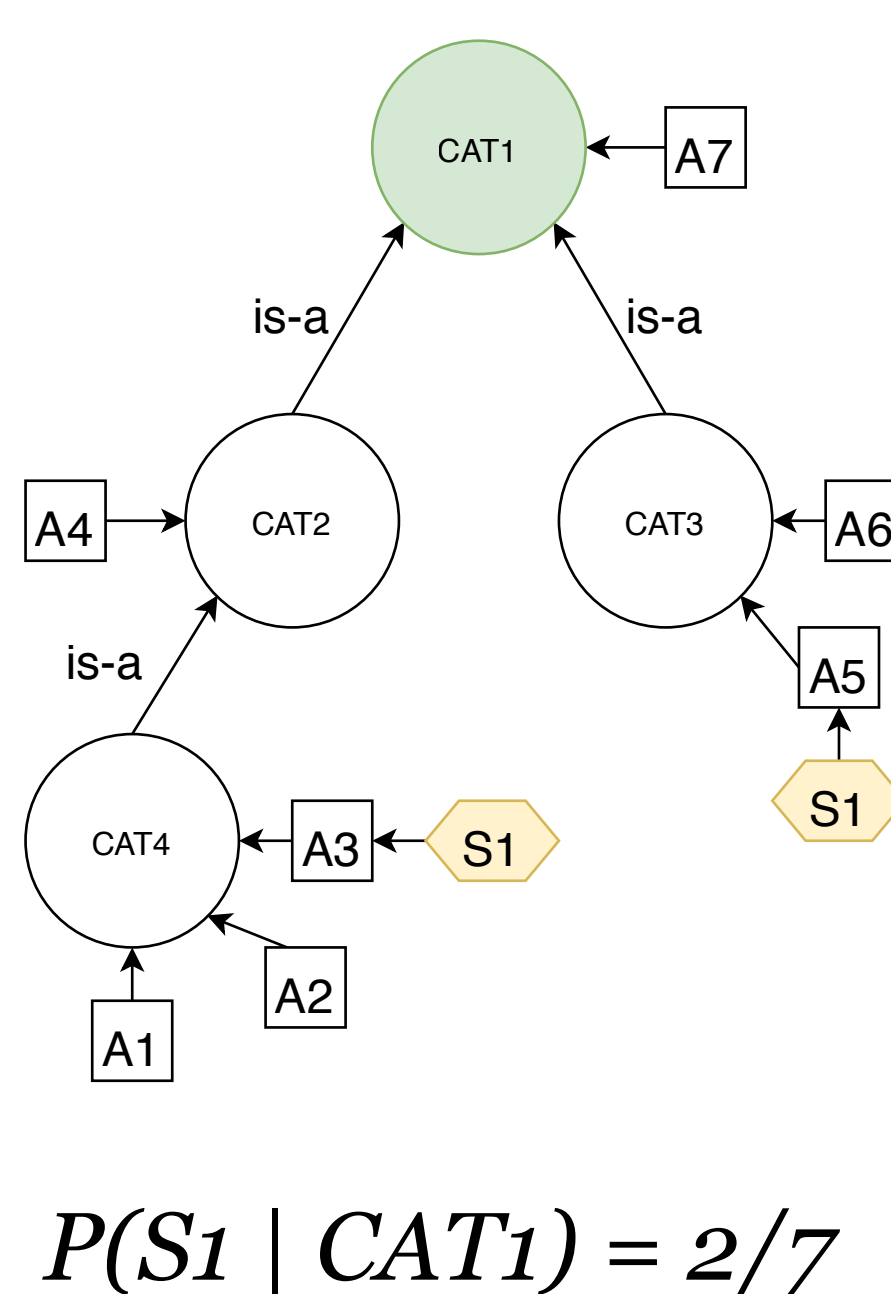 CAT1
A7
is-a
is-a
A4
CAT2
CAT3
A6
is-a
A5
S1
CAT4
A3
S1
A2
A1
P(S1 | CAT1) = 2/7